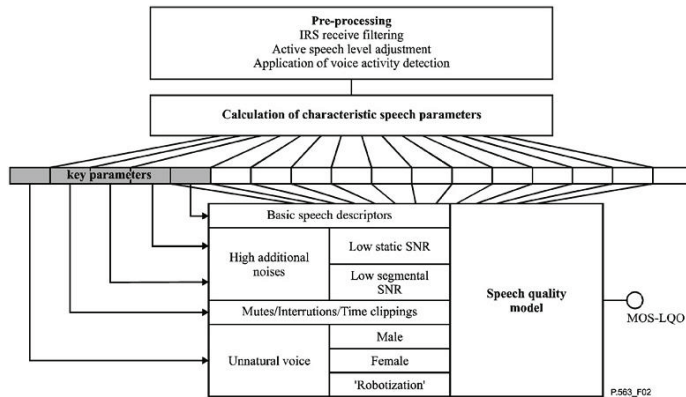 Pre-processing
IRS receive filtering
Active speech level adjustment
Application of voice activity detection
Calculation of characteristic speech parameters
key parameters
Basic speech descriptors
High additional
noises
Low static SNR
Low segmental
SNR
Mutes/Interrutions/Time clippings
Unnatural voice
Male
Female
'Robotization'
Speech quality
model
MOS-LQO
P.563_F02